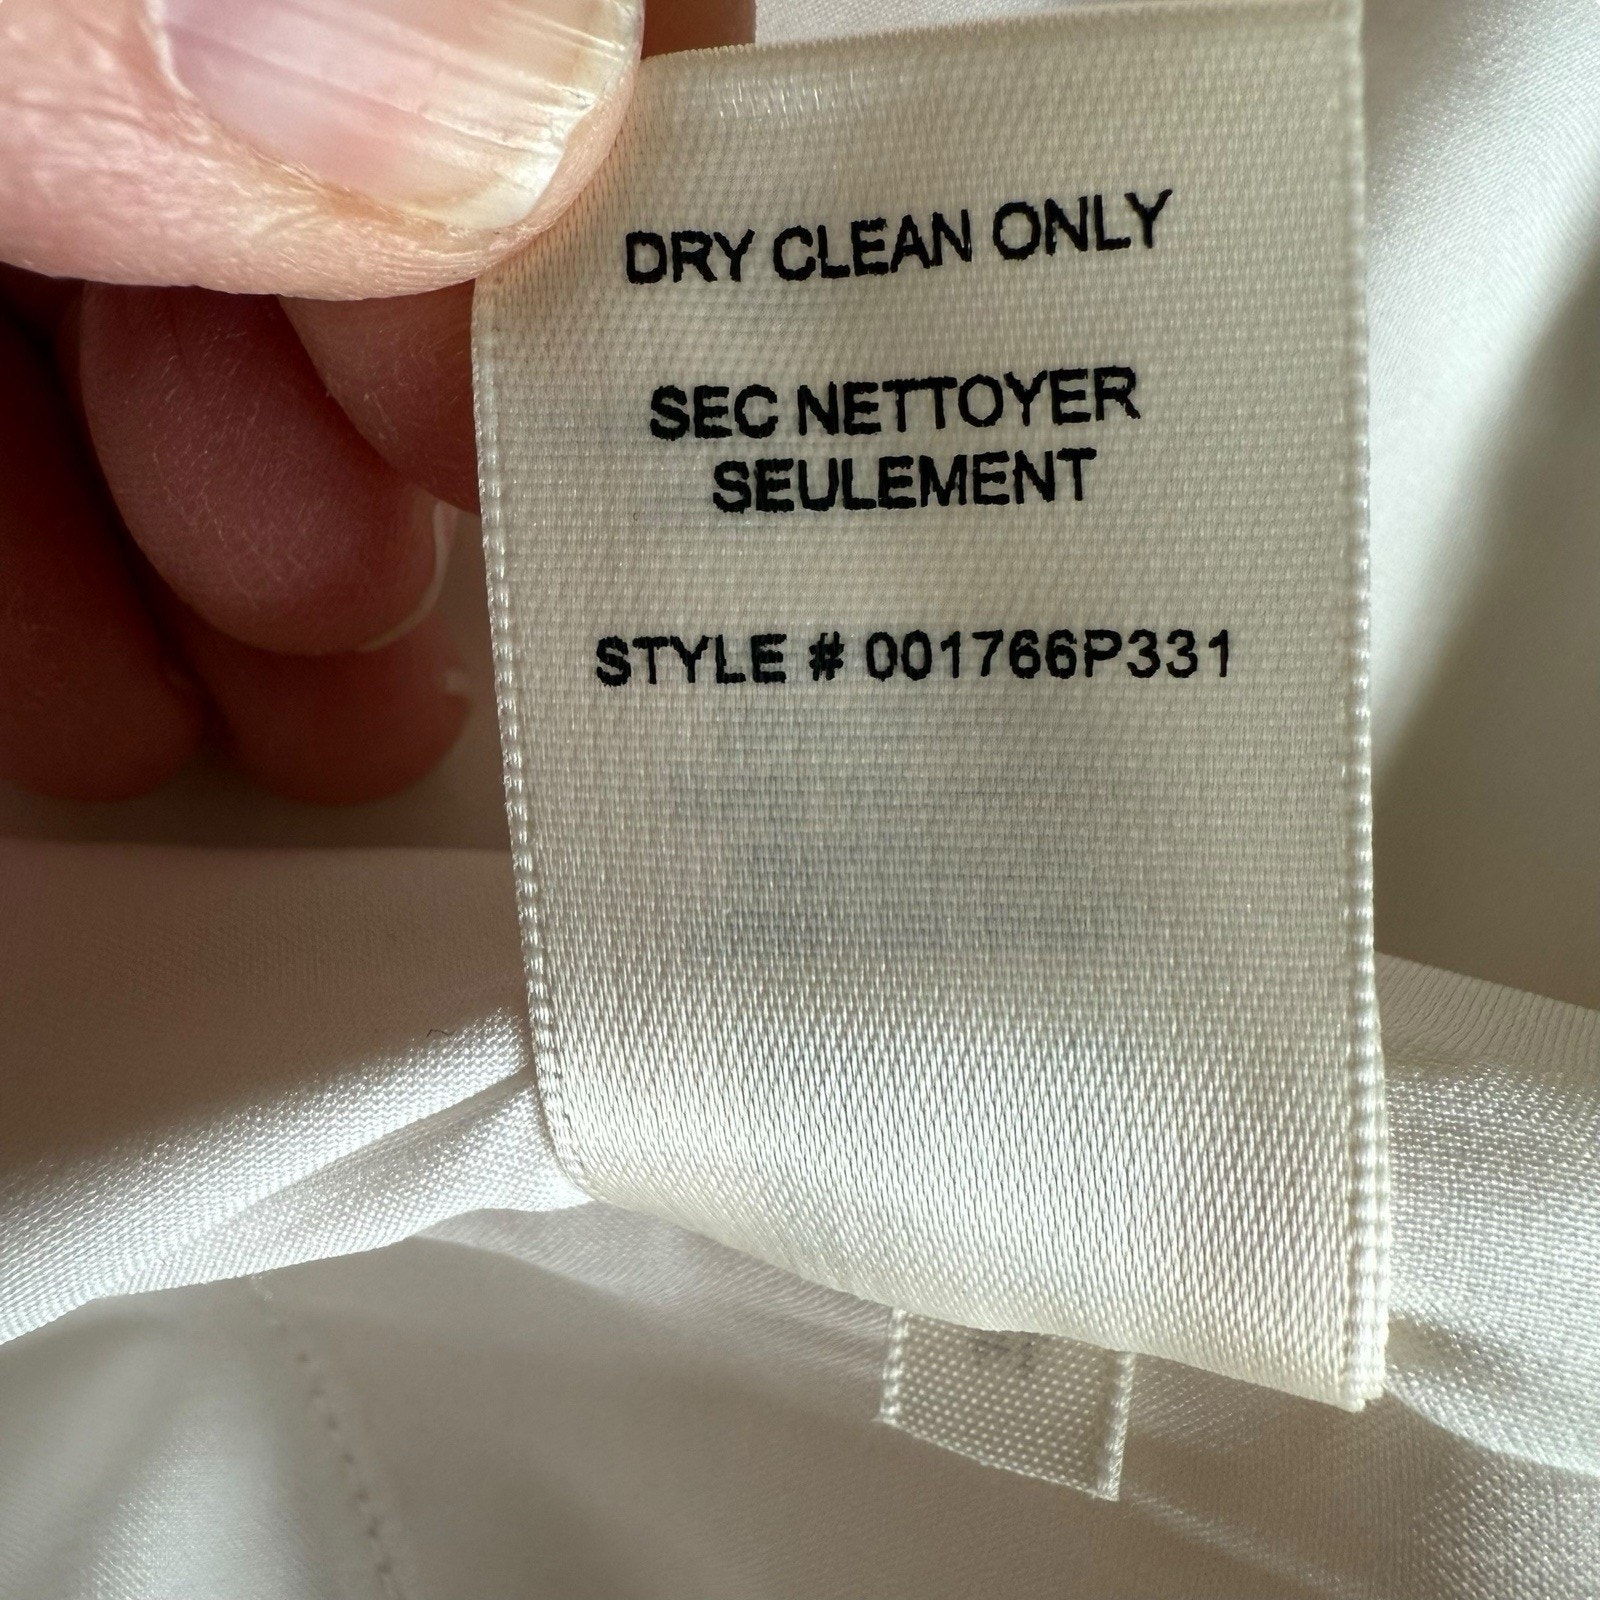 DRY CLEAN ONLY
SEC NETTOYER
SEULEMENT
STYLE # 001766P331